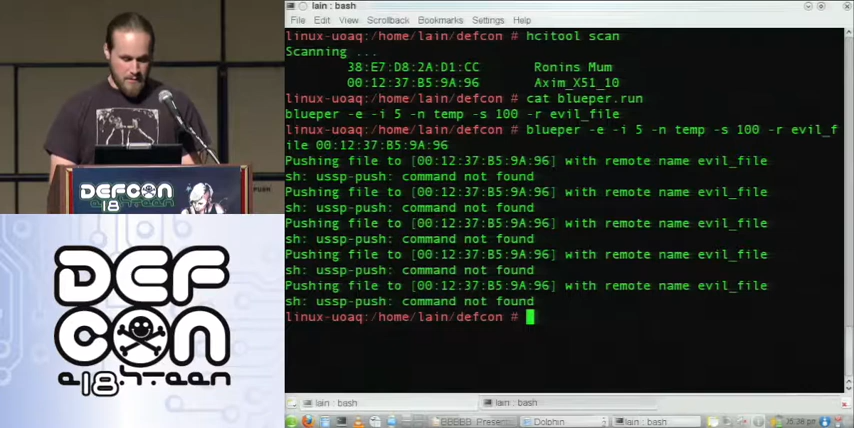 lain : bash
File Edit View Scrollback Bookmarks Settings Help
linux-uoaq:/home/lain/defcon # hcitool scan
Scanning ...
38:E7:D8:2A:D1:CC Ronins Mum
00:12:37:B5:9A:96 Axim_X51_10
linux-uoaq:/home/lain/defcon # cat blueper.run
blueper -e -i 5 -n temp -s 100 -r evil_file
linux-uoaq:/home/lain/defcon # blueper -e -i 5 -n temp -s 100 -r evil_f
ile 00:12:37:B5:9A:96
Pushing file to [00:12:37:B5:9A:96] with remote name evil_file
sh: ussp-push: command not found
Pushing file to [00:12:37:B5:9A:96] with remote name evil_file
sh: ussp-push: command not found
Pushing file to [00:12:37:B5:9A:96] with remote name evil_file
sh: ussp-push: command not found
Pushing file to [00:12:37:B5:9A:96] with remote name evil_file
sh: ussp-push: command not found
Pushing file to [00:12:37:B5:9A:96] with remote name evil_file
sh: ussp-push: command not found
linux-uoaq:/home/lain/defcon #
lain : bash lain : bash
BBBBB Presen Dolphin lain : bash
PUSH
DEFCON
18
DEF
CON
e18hteen